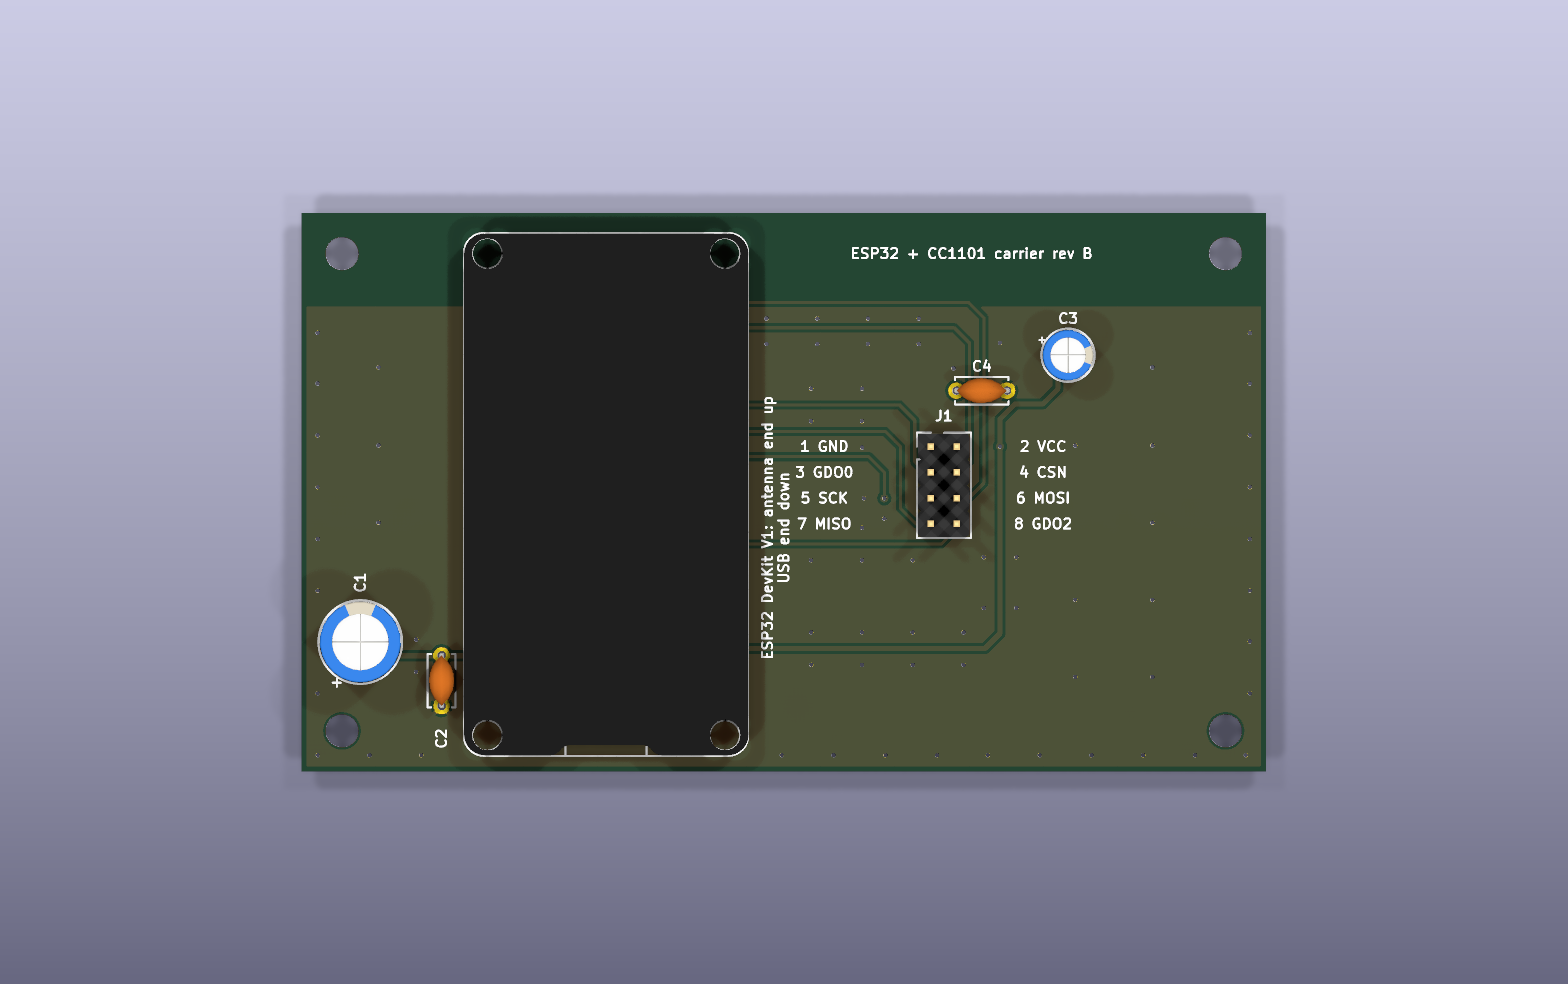 ESP32 + CC1101 carrier rev B
C3
+
C4
J1
1 GND
2 VCC
3 GDO0
4 CSN
5 SCK
6 MOSI
7 MISO
8 GDO2
ESP32 DevKit V1: antenna end up
USB end down
C1
+
C2